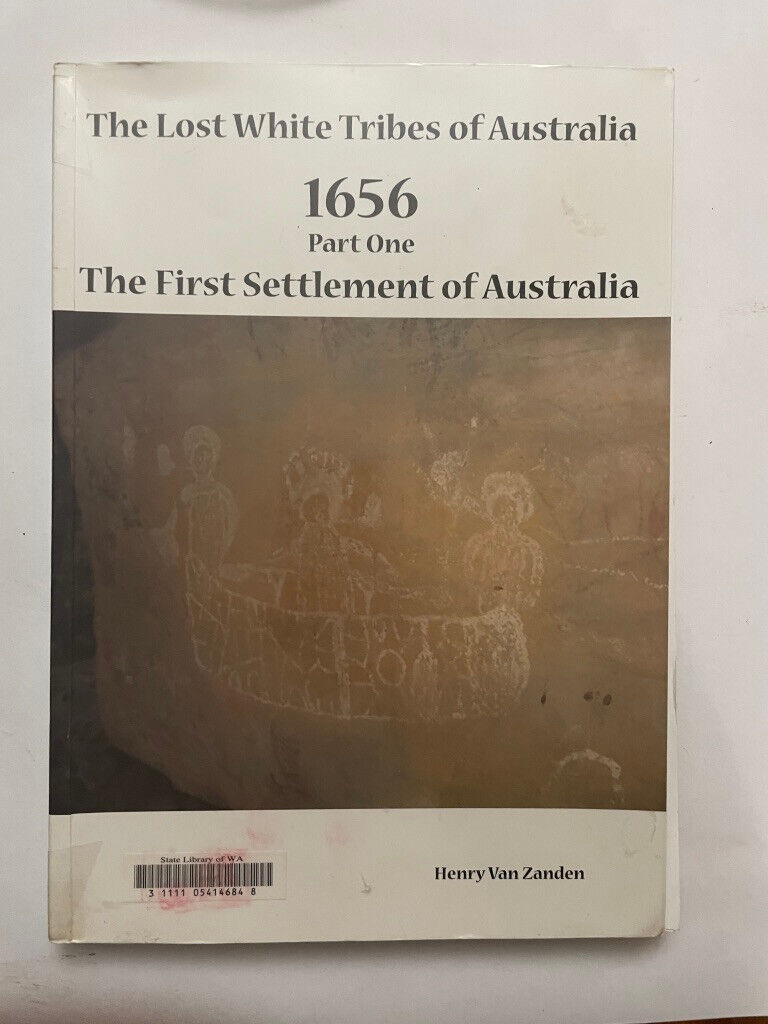 The Lost White Tribes of Australia
1656
Part One
The First Settlement of Australia
State Library of WA
3 1111 05414684 8
Henry Van Zanden